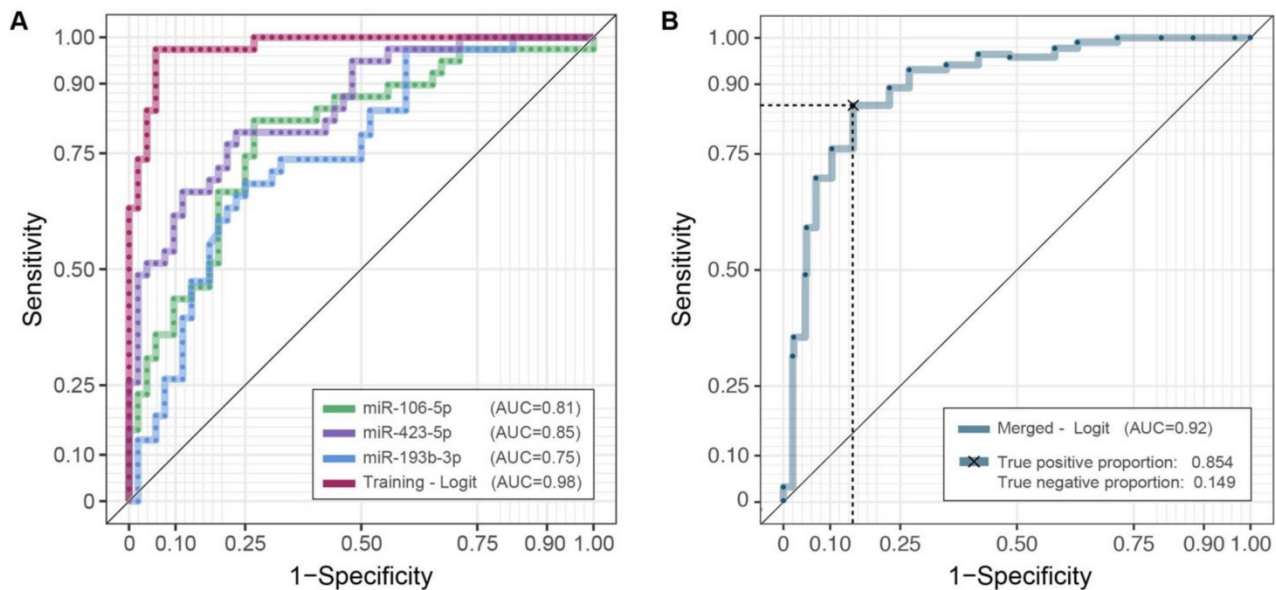 A
1.00
0.90
0.75
0.50
0.25
0.10
0
Sensitivity
miR-106-5p (AUC=0.81)
miR-423-5p (AUC=0.85)
miR-193b-3p (AUC=0.75)
Training - Logit (AUC=0.98)
0 0.10 0.25 0.50 0.75 0.90 1.00
1-Specificity
B
1.00
0.90
0.75
0.50
0.25
0.10
0
Sensitivity
Merged - Logit (AUC=0.92)
True positive proportion: 0.854
True negative proportion: 0.149
0 0.10 0.25 0.50 0.75 0.90 1.00
1-Specificity